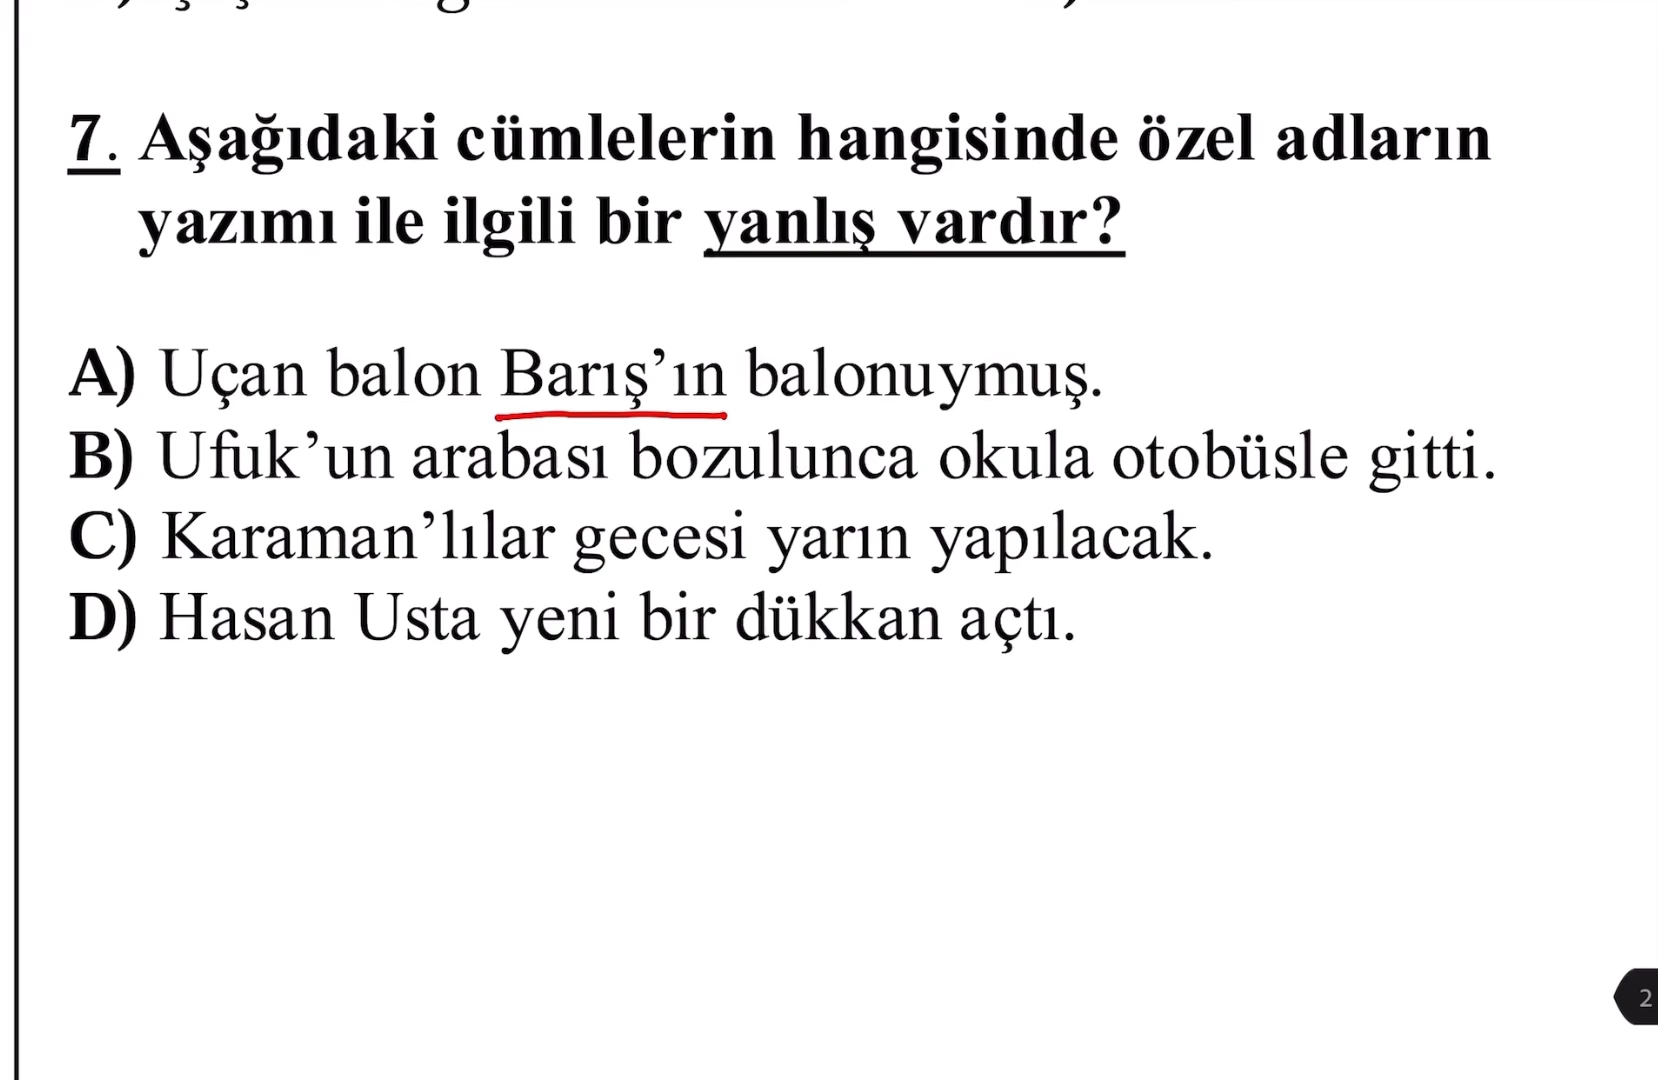 7. Aşağıdaki cümlelerin hangisinde özel adların
yazımı ile ilgili bir yanlış vardır?
A) Uçan balon Barış’ın balonuymuş.
B) Ufuk’un arabası bozulunca okula otobüsle gitti.
C) Karaman’lılar gecesi yarın yapılacak.
D) Hasan Usta yeni bir dükkan açtı.
2